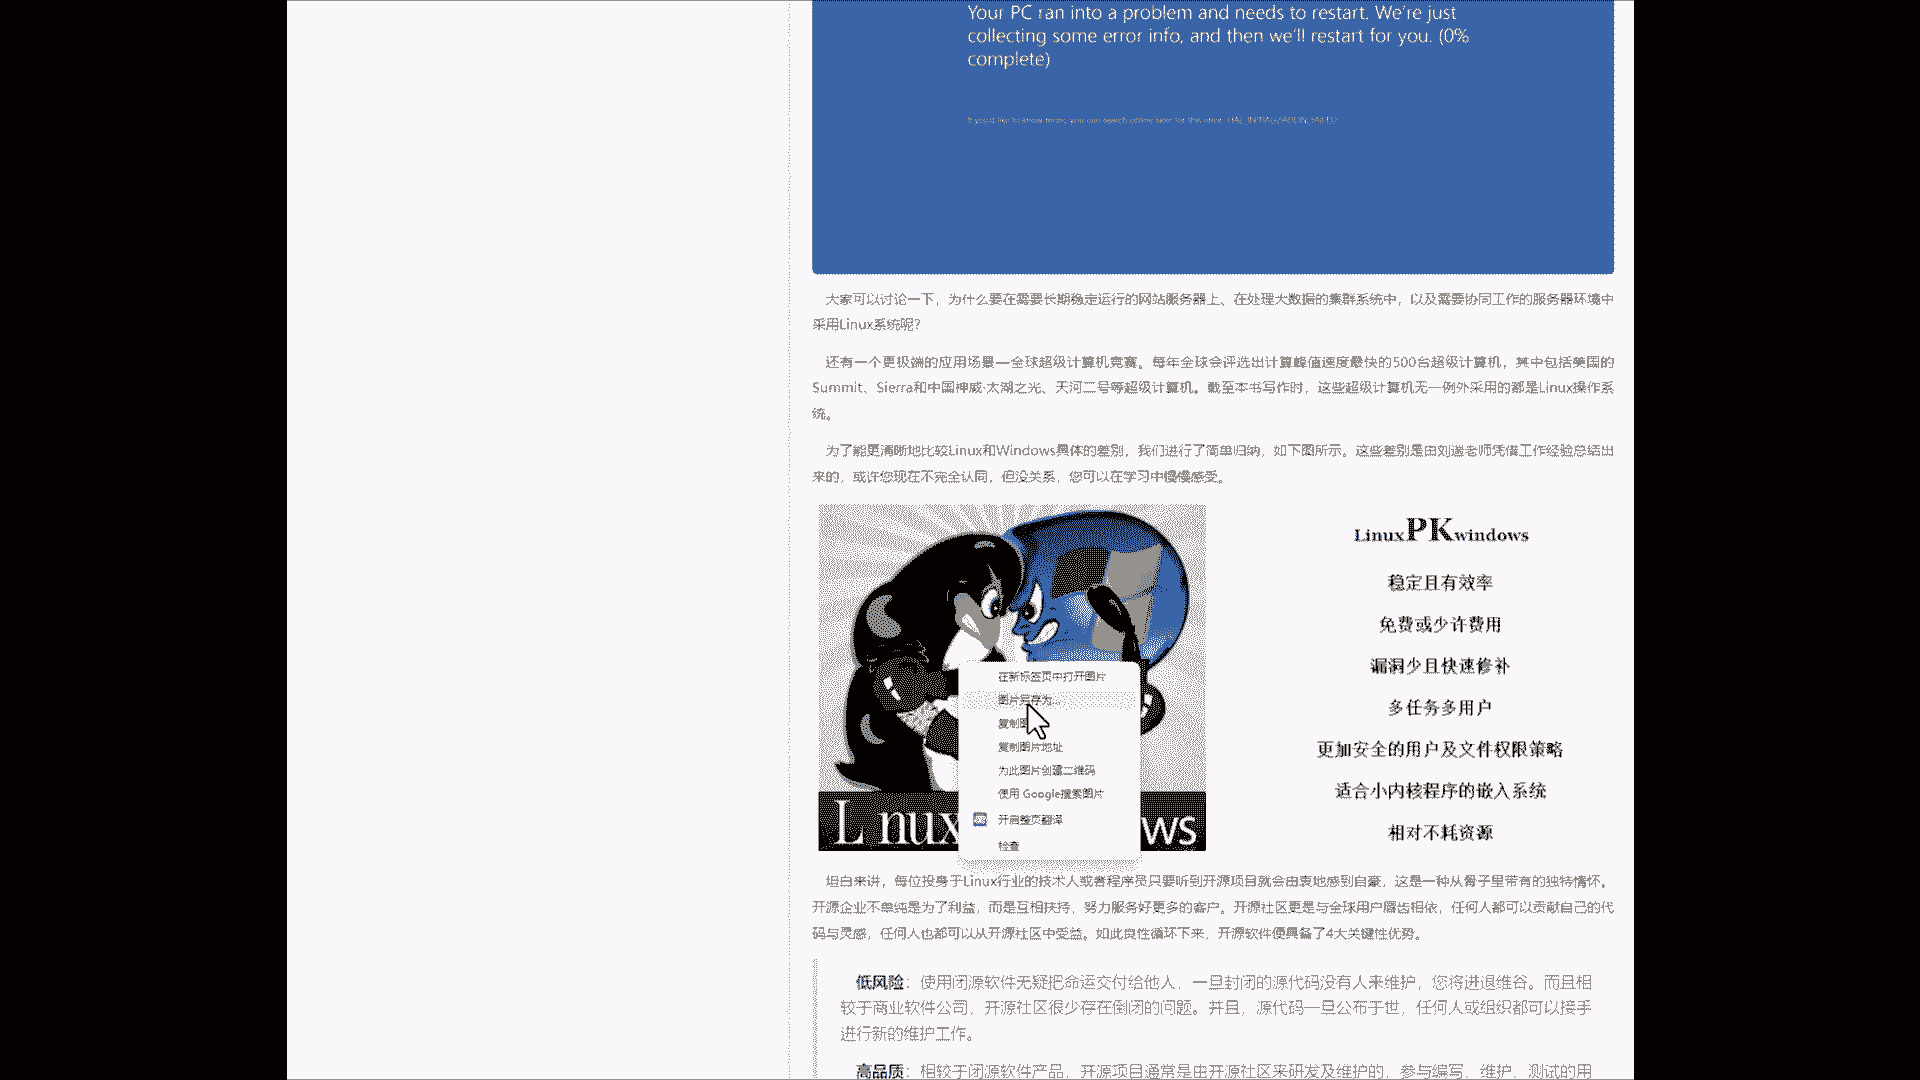 Your PC ran into a problem and needs to restart. We're just
collecting some error info, and then we'll restart for you. (0%
complete)
If you'd like to know more, you can search online later for this error: HAL_INITIALIZATION_FAILED
大家可以讨论一下，为什么要在需要长期稳定运行的网站服务器上、在处理大数据的集群系统中，以及需要协同工作的服务器环境中
采用Linux系统呢？
还有一个更极端的应用场景—全球超级计算机竞赛。每年全球会评选出计算峰值速度最快的500台超级计算机，其中包括美国的
Summit、Sierra和中国神威·太湖之光、天河二号等超级计算机。截至本书写作时，这些超级计算机无一例外采用的都是Linux操作系
统。
为了能更清晰地比较Linux和Windows具体的差别，我们进行了简单归纳，如下图所示。这些差别是由刘遄老师凭借工作经验总结出
来的，或许您现在不完全认同，但没关系，您可以在学习中慢慢感受。
LinuxPKwindows
稳定且有效率
免费或少许费用
漏洞少且快速修补
多任务多用户
更加安全的用户及文件权限策略
适合小内核程序的嵌入系统
相对不耗资源
在新标签页中打开图片
图片另存为...
复制图
复制图片地址
为此图片创建二维码
使用 Google搜索图片
开启整页翻译
检查
L nux
ws
坦白来讲，每位投身于Linux行业的技术人或者程序员只要听到开源项目就会由衷地感到自豪，这是一种从骨子里带有的独特情怀。
开源企业不单纯是为了利益，而是互相扶持，努力服务好更多的客户。开源社区更是与全球用户唇齿相依，任何人都可以贡献自己的代
码与灵感，任何人也都可以从开源社区中受益。如此良性循环下来，开源软件便具备了4大关键性优势。
低风险：使用闭源软件无疑把命运交付给他人，一旦封闭的源代码没有人来维护，您将进退维谷。而且相
较于商业软件公司，开源社区很少存在倒闭的问题。并且，源代码一旦公布于世，任何人或组织都可以接手
进行新的维护工作。
高品质：相较于闭源软件产品，开源项目通常是由开源社区来研发及维护的，参与编写、维护、测试的用